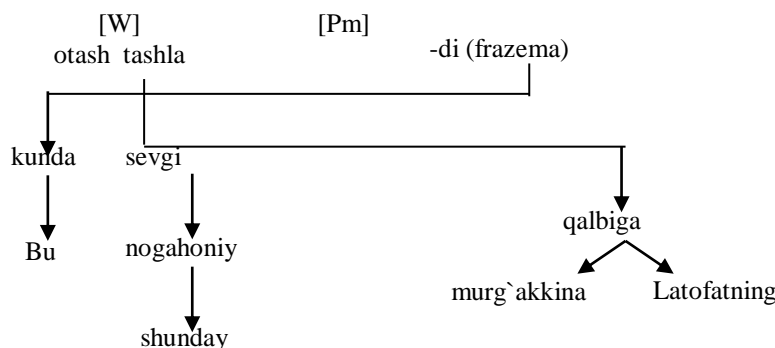 [W] [Pm]
otash tashla -di (frazema)
kunda sevgi
qalbiga
Bu nogahoniy
murg`akkina Latofatning
shunday